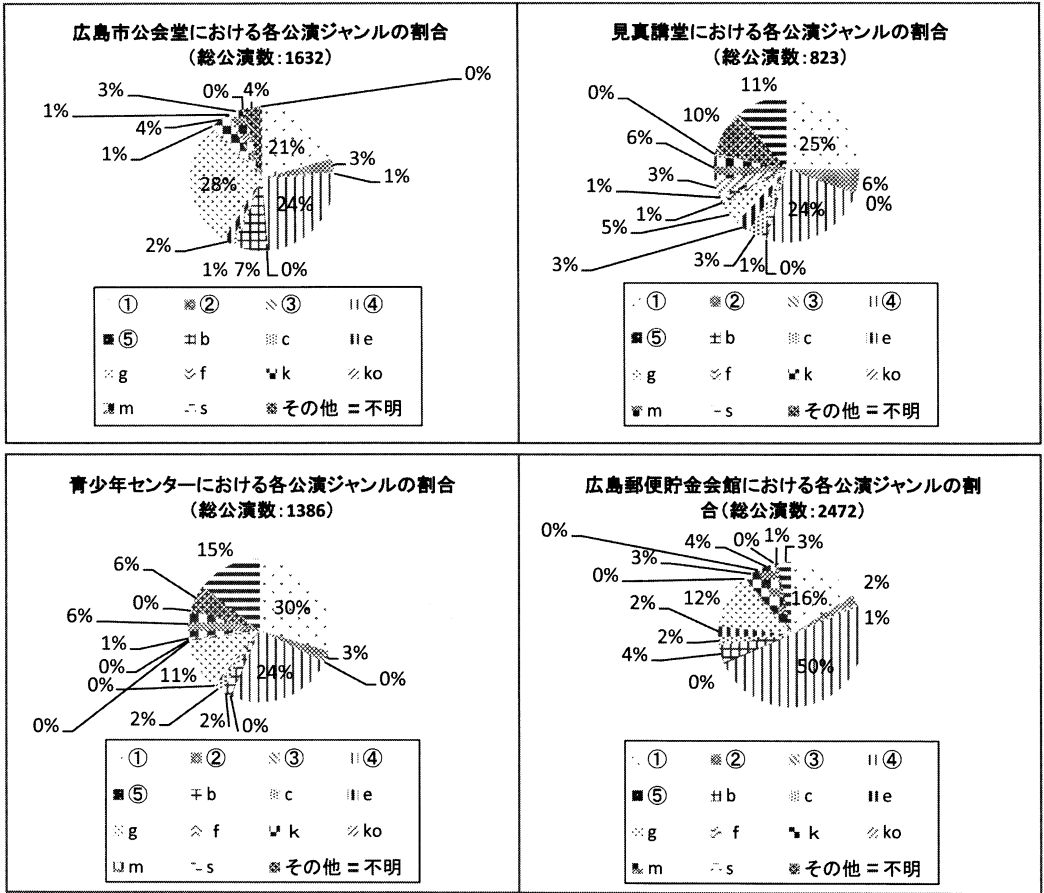 広島市公会堂における各公演ジャンルの割合
(総公演数:1632)
0%
4%
0%
3%
1%
4%
1%
28%
21%
3%
1%
24%
2%
1%
7%
0%
①
②
③
④
⑤
b
c
e
g
f
k
ko
m
s
その他
不明
見真講堂における各公演ジャンルの割合
(総公演数:823)
11%
0%
10%
6%
3%
1%
1%
5%
3%
3%
1%
0%
25%
6%
0%
24%
①
②
③
④
⑤
b
c
e
g
f
k
ko
m
s
その他
不明
青少年センターにおける各公演ジャンルの割合
(総公演数:1386)
15%
6%
0%
6%
1%
0%
0%
11%
0%
2%
2%
0%
30%
3%
0%
24%
①
②
③
④
⑤
b
c
e
g
f
k
ko
m
s
その他
不明
広島郵便貯金会館における各公演ジャンルの割
合(総公演数:2472)
0%
4%
0%
1%
3%
3%
0%
12%
2%
2%
4%
0%
16%
2%
1%
50%
①
②
③
④
⑤
b
c
e
g
f
k
ko
m
s
その他
不明